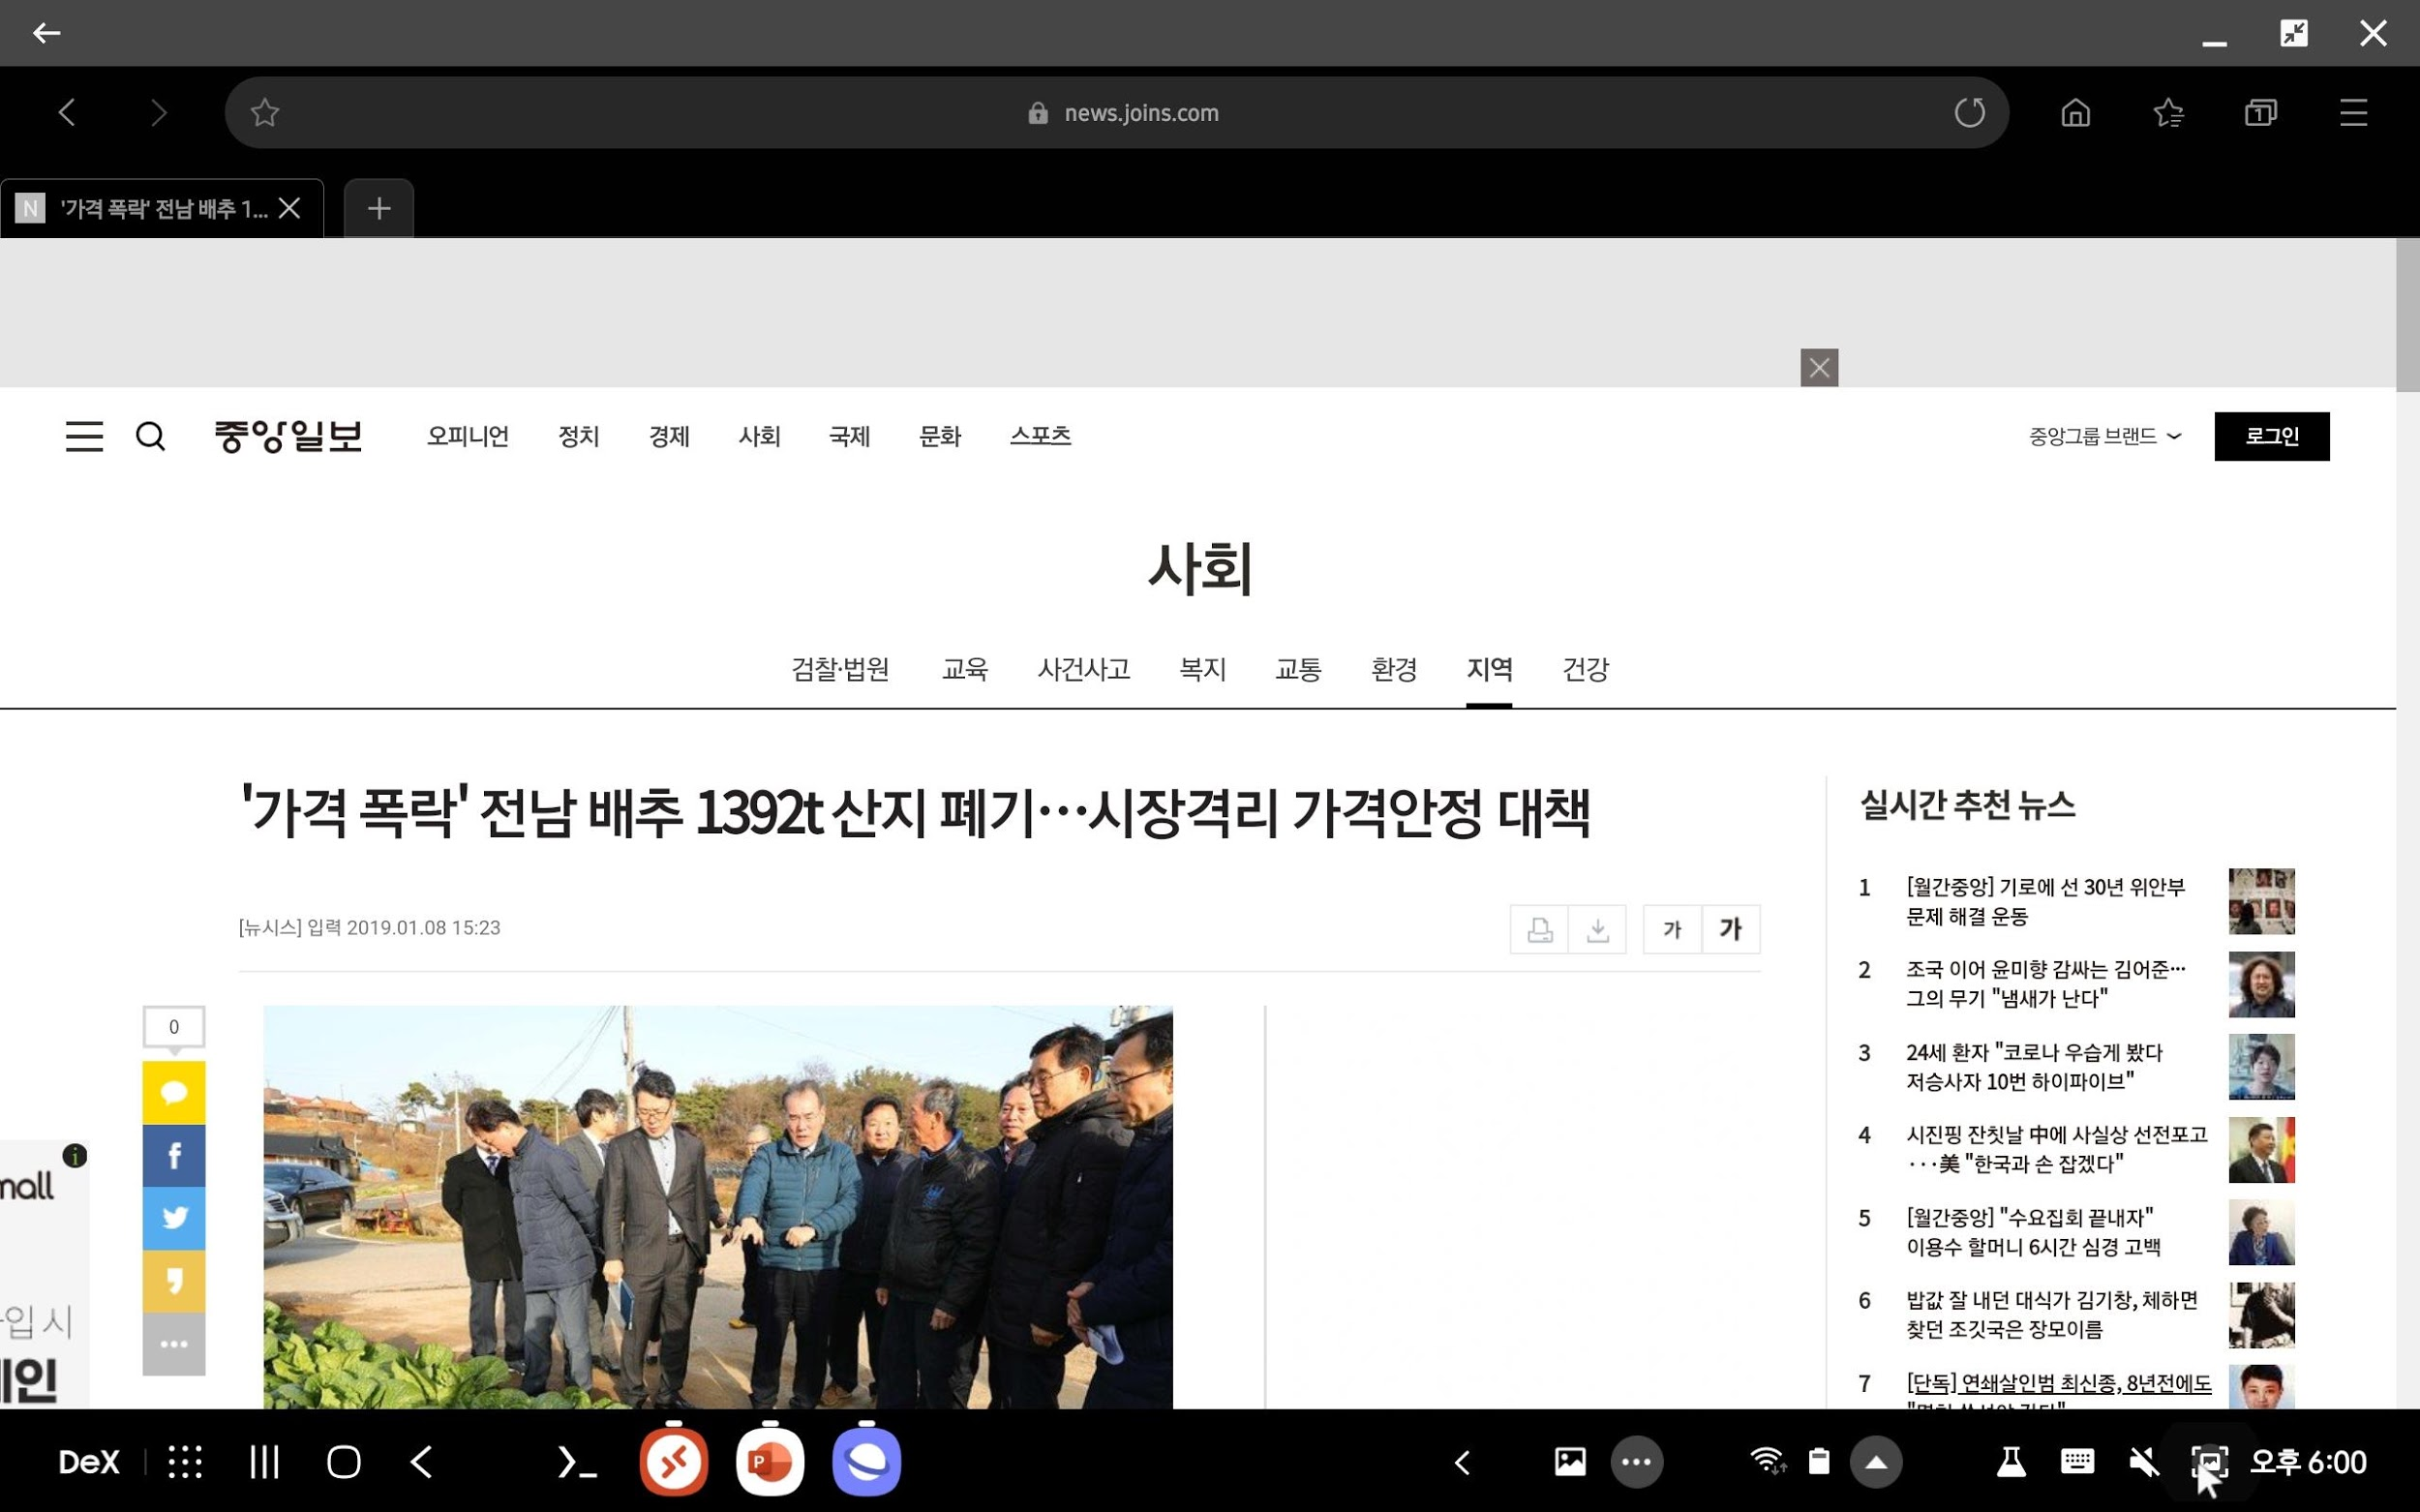 news.joins.com
N '가격 폭락' 전남 배추 1...
중앙일보 오피니언 정치 경제 사회 국제 문화 스포츠 중앙그룹 브랜드 로그인
사회
검찰·법원 교육 사건사고 복지 교통 환경 지역 건강
'가격 폭락' 전남 배추 1392t 산지 폐기…시장격리 가격안정 대책
[뉴시스] 입력 2019.01.08 15:23
가 가
0
mall
입 시
인
실시간 추천 뉴스
1 [월간중앙] 기로에 선 30년 위안부
문제 해결 운동
2 조국 이어 윤미향 감싸는 김어준…
그의 무기 "냄새가 난다"
3 24세 환자 "코로나 우습게 봤다
저승사자 10번 하이파이브"
4 시진핑 잔칫날 中에 사실상 선전포고
···美 "한국과 손 잡겠다"
5 [월간중앙] "수요집회 끝내자"
이용수 할머니 6시간 심경 고백
6 밥값 잘 내던 대식가 김기창, 체하면
찾던 조깃국은 장모이름
7 [단독] 연쇄살인범 최신종, 8년전에도
DeX
P
오후 6:00